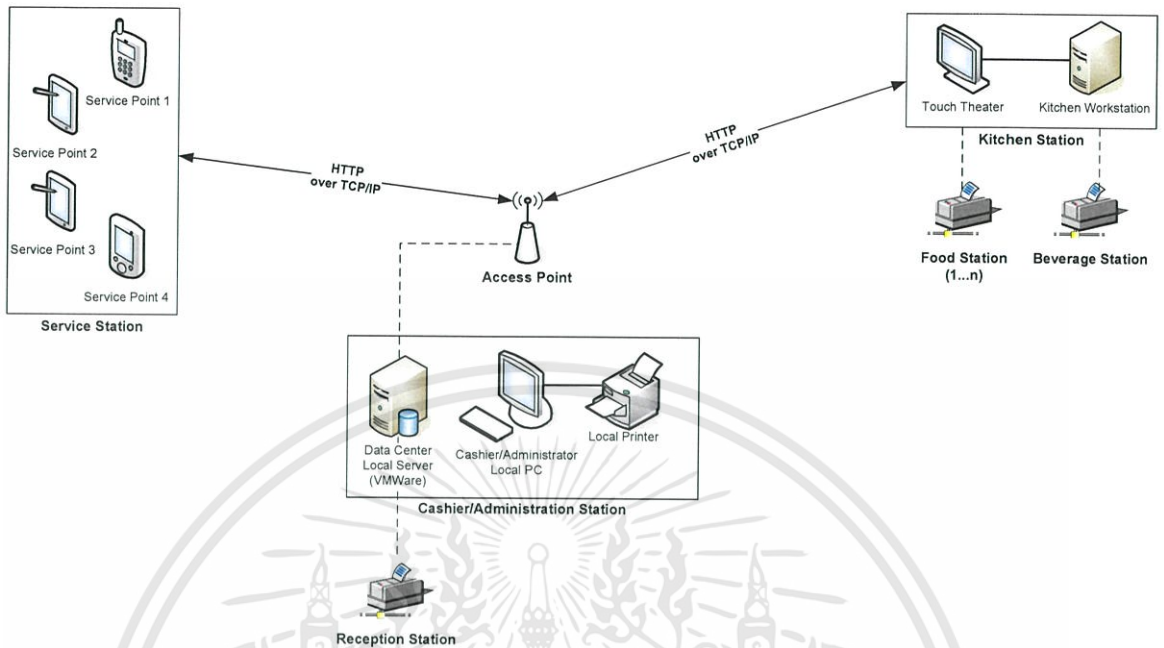 Service Point 1
Service Point 2
Service Point 3
Service Point 4
Service Station
HTTP
over TCP/IP
HTTP
over TCP/IP
Access Point
Touch Theater
Kitchen Workstation
Kitchen Station
Food Station
(1...n)
Beverage Station
Data Center
Local Server
(VMWare)
Cashier/Administrator
Local PC
Local Printer
Cashier/Administration Station
Reception Station